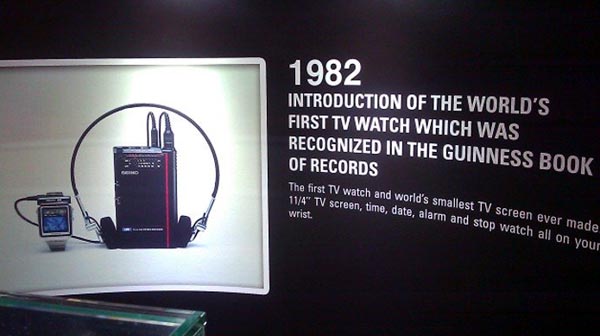 1982
INTRODUCTION OF THE WORLD'S
FIRST TV WATCH WHICH WAS
RECOGNIZED IN THE GUINNESS BOOK
OF RECORDS
The first TV watch and world's smallest TV screen ever made
11/4" TV screen, time, date, alarm and stop watch all on your
wrist.
SEIKO